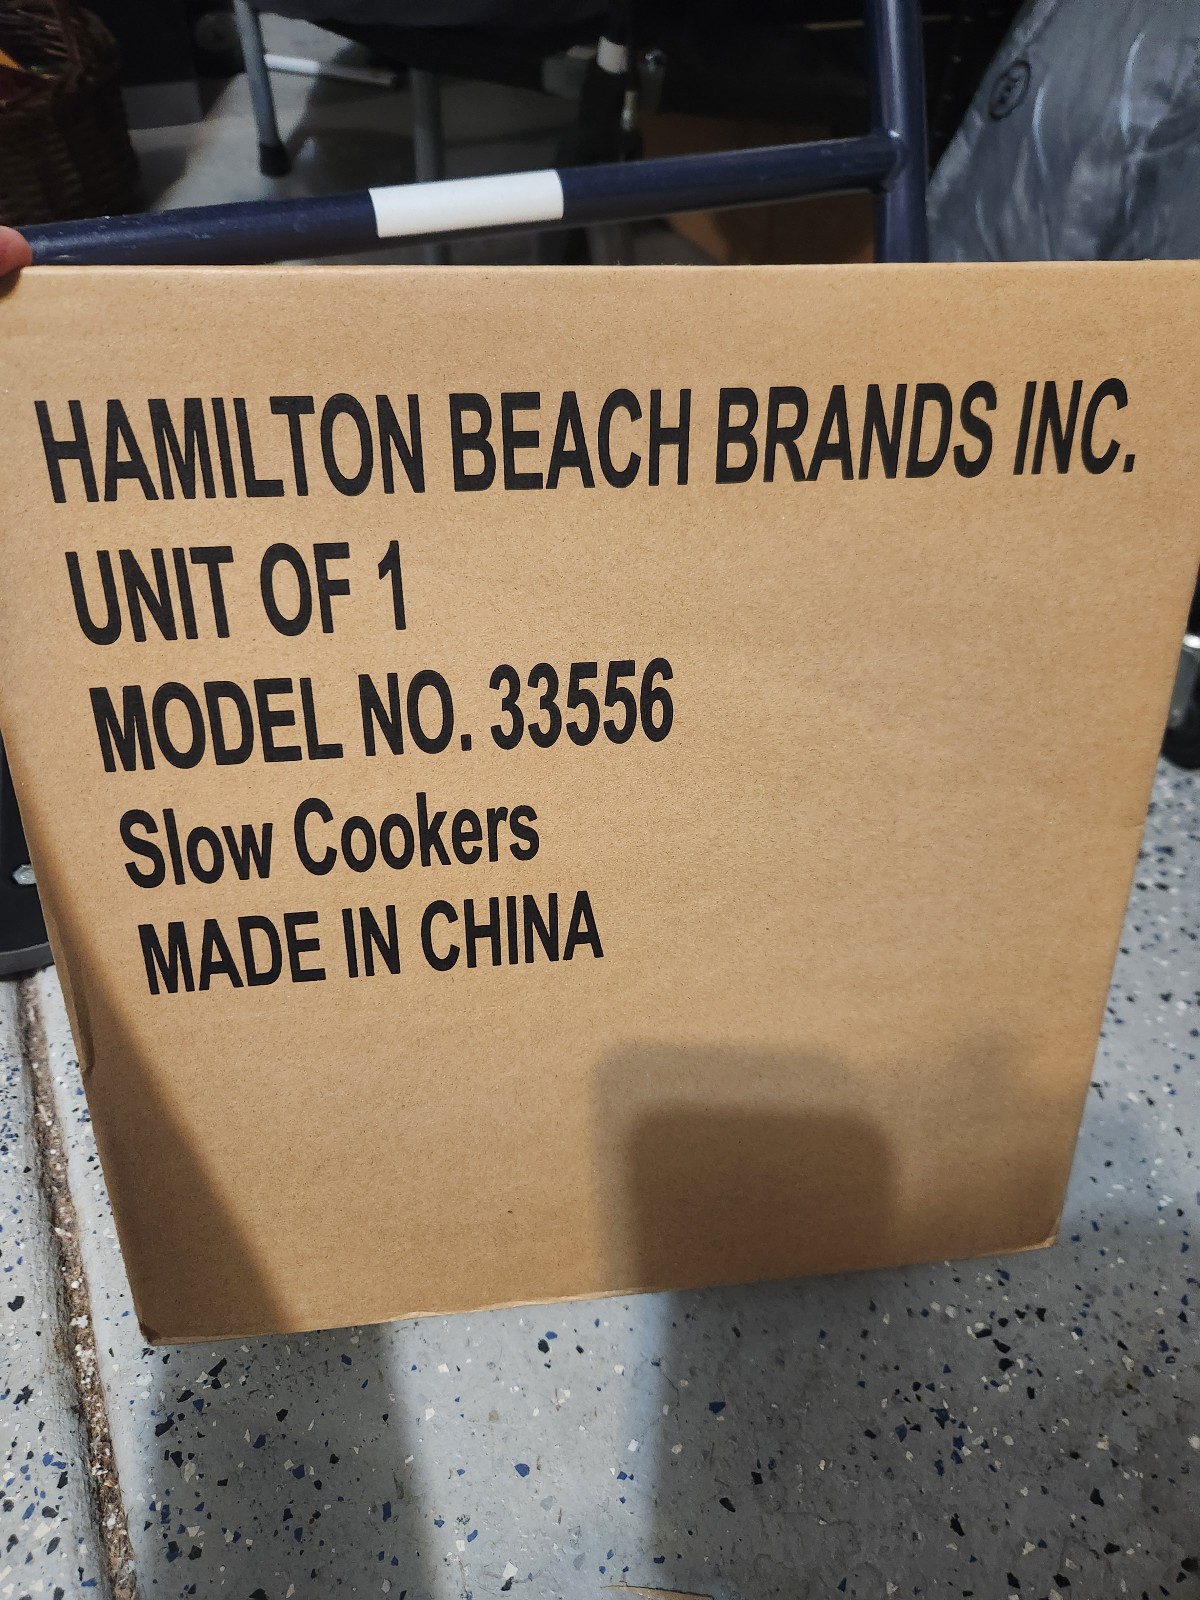 HAMILTON BEACH BRANDS INC.
UNIT OF 1
MODEL NO. 33556
Slow Cookers
MADE IN CHINA